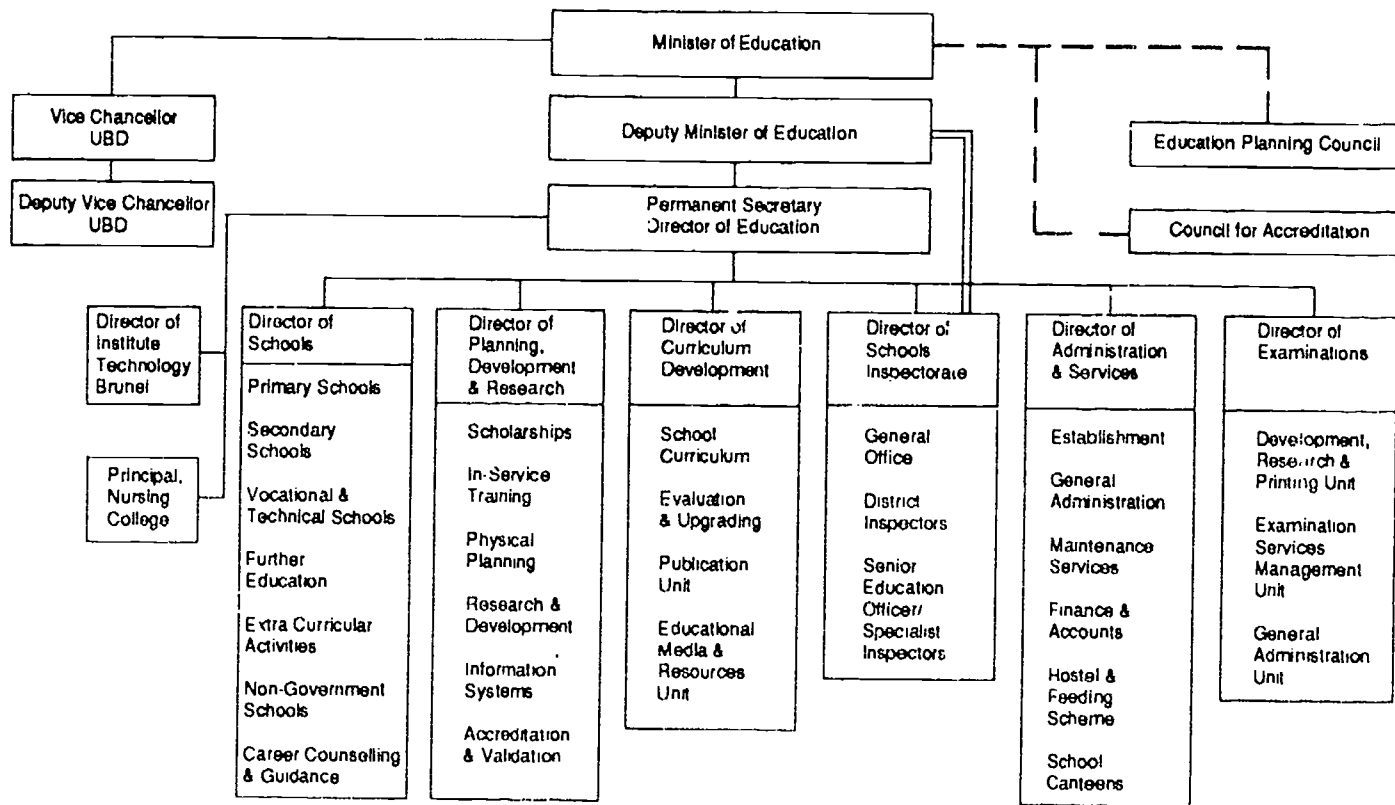 Minister of Education
Vice Chancellor
UBD
Deputy Minister of Education
Education Planning Council
Deputy Vice Chancellor
UBD
Permanent Secretary
Director of Education
Council for Accreditation
Director of
Institute
Technology
Brunei
Principal,
Nursing
College
Director of
Schools
Primary Schools
Secondary
Schools
Vocational &
Technical Schools
Further
Education
Extra Curricular
Activities
Non-Government
Schools
Career Counselling
& Guidance
Director of
Planning,
Development
& Research
Scholarships
In-Service
Training
Physical
Planning
Research &
Development
Information
Systems
Accreditation
& Validation
Director of
Curriculum
Development
School
Curriculum
Evaluation
& Upgrading
Publication
Unit
Educational
Media &
Resources
Unit
Director of
Schools
Inspectorate
General
Office
District
Inspectors
Senior
Education
Officer/
Specialist
Inspectors
Director of
Administration
& Services
Establishment
General
Administration
Maintenance
Services
Finance &
Accounts
Hostel &
Feeding
Scheme
School
Canteens
Director of
Examinations
Development,
Research &
Printing Unit
Examination
Services
Management
Unit
General
Administration
Unit